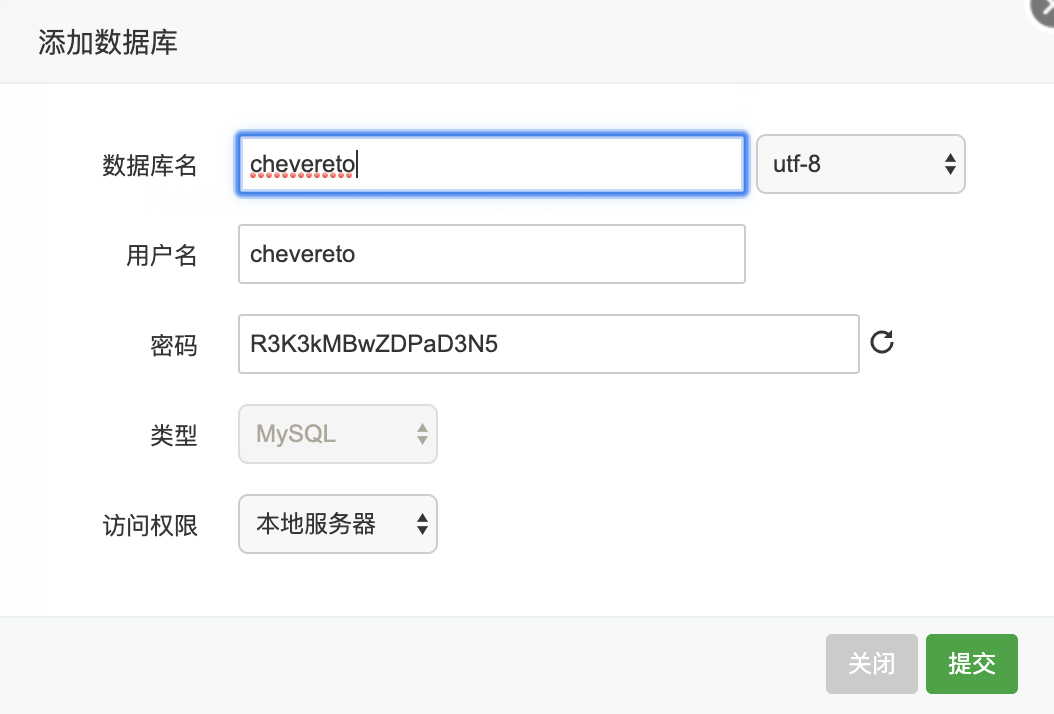 添加数据库
数据库名 chevereto utf-8
用户名 chevereto
密码 R3K3kMBwZDPaD3N5
类型 MySQL
访问权限 本地服务器
关闭 提交